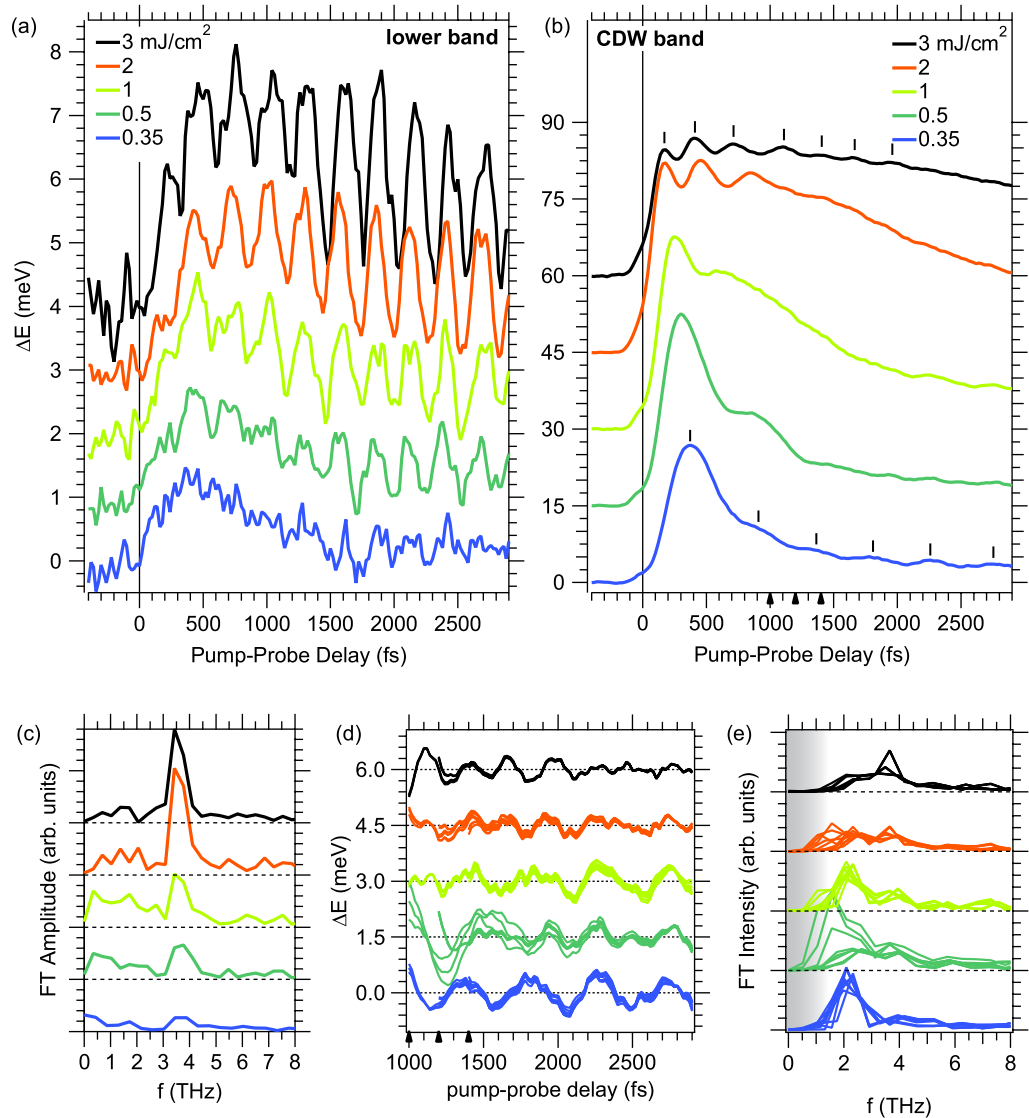 (a)
3 mJ/cm²
2
1
0.5
0.35
lower band
8
7
6
5
4
3
2
1
0
ΔE (meV)
0 500 1000 1500 2000 2500
Pump-Probe Delay (fs)
(b)
CDW band
3 mJ/cm²
2
1
0.5
0.35
90
75
60
45
30
15
0
0 500 1000 1500 2000 2500
Pump-Probe Delay (fs)
(c)
FT Amplitude (arb. units)
0 2 4 6 8
f (THz)
(d)
ΔE (meV)
6.0
4.5
3.0
1.5
0.0
1000 1500 2000 2500
pump-probe delay (fs)
(e)
FT Intensity (arb. units)
0 2 4 6 8
f (THz)